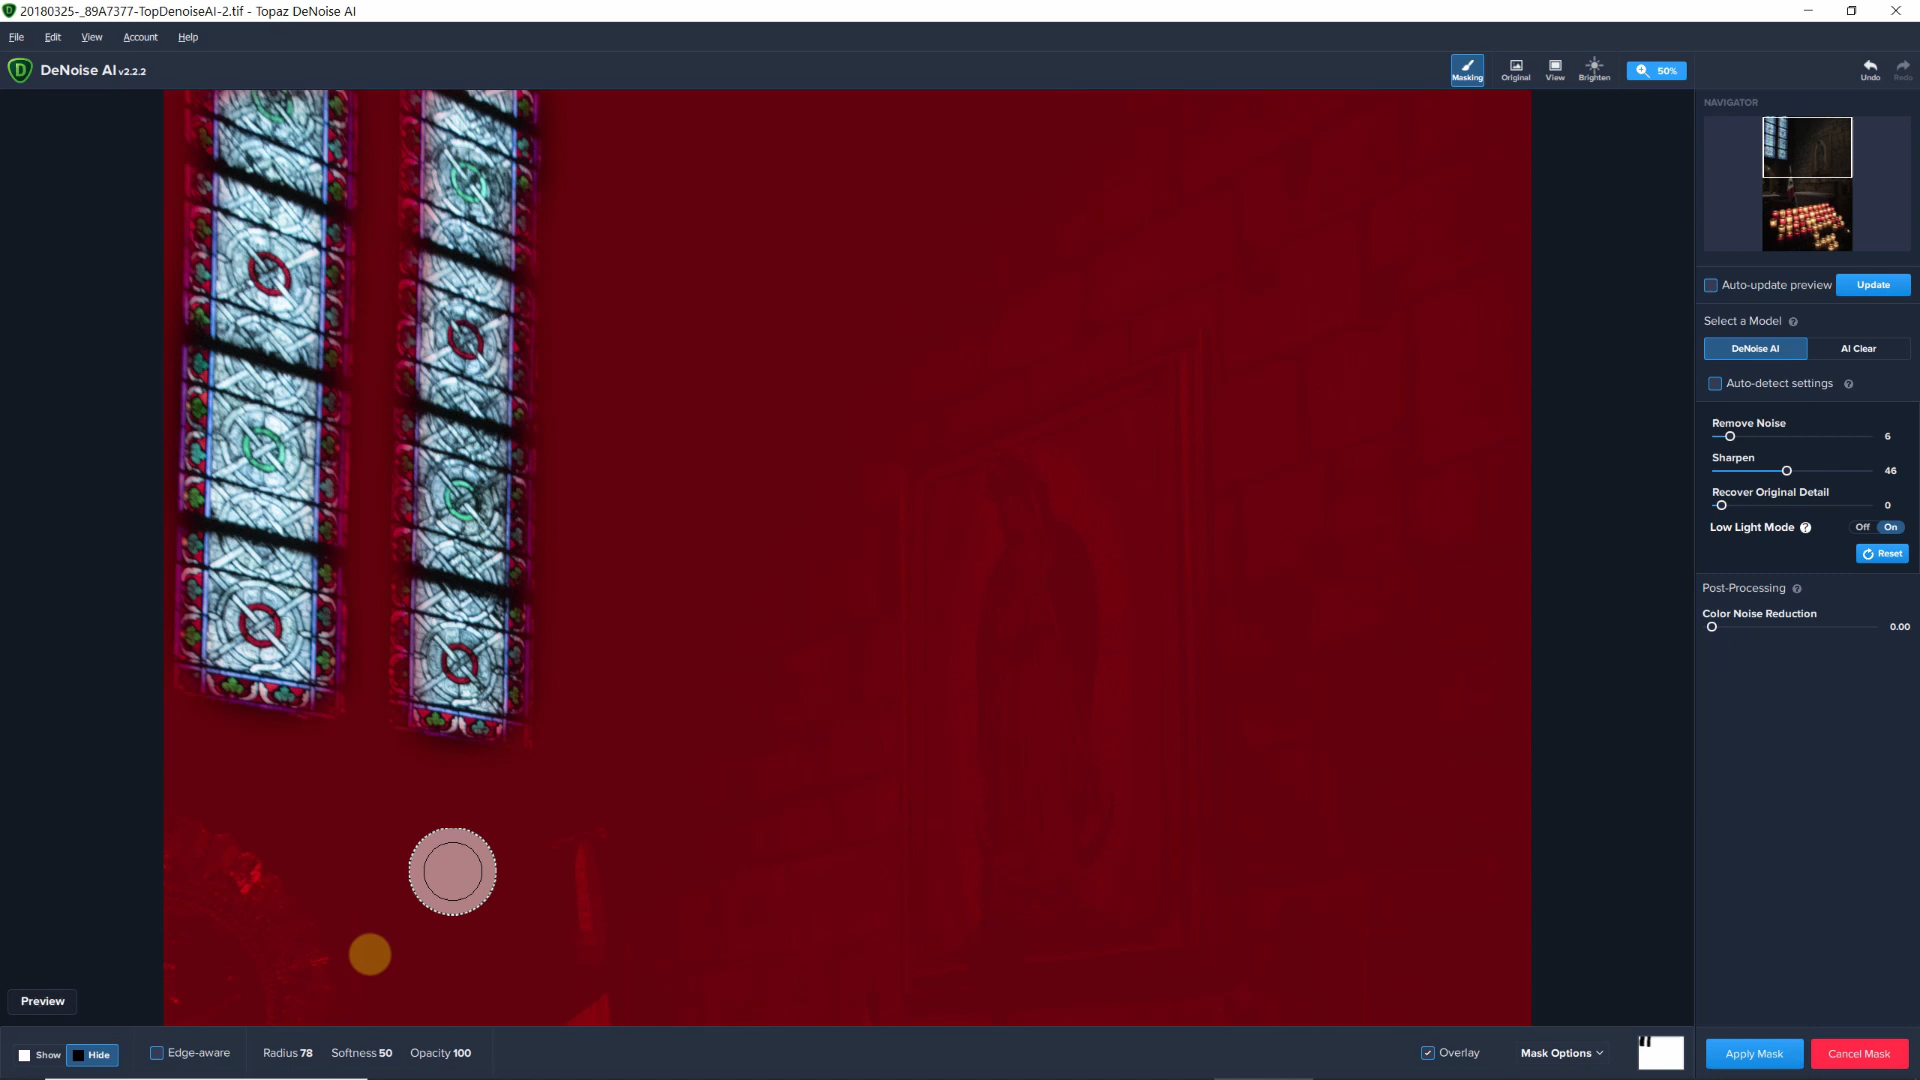 20180325-_89A7377-TopDenoiseAI-2.tif - Topaz DeNoise AI
File Edit View Account Help
DeNoise AI v2.2.2
Masking Original View Brighten 50% Undo Redo
NAVIGATOR
Auto-update preview Update
Select a Model
DeNoise AI AI Clear
Auto-detect settings
Remove Noise
6
Sharpen
46
Recover Original Detail
0
Low Light Mode Off On
Reset
Post-Processing
Color Noise Reduction
0.00
Preview
Show Hide Edge-aware Radius 78 Softness 50 Opacity 100 Overlay Mask Options Apply Mask Cancel Mask